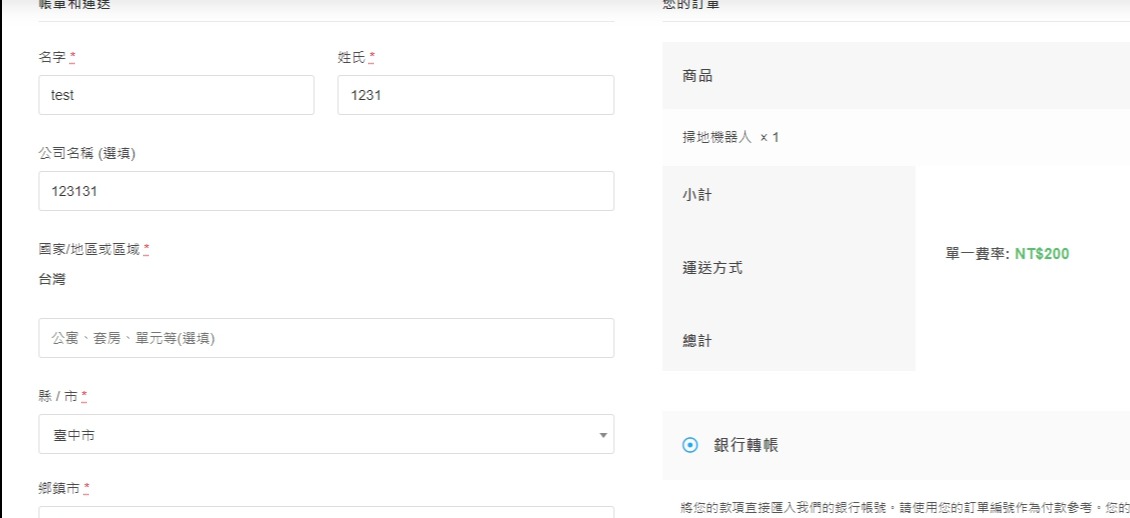 帳單和運送
名字 *
姓氏 *
test
1231
公司名稱 (選填)
123131
國家/地區或區域 *
台灣
公寓、套房、單元等(選填)
縣 / 市 *
臺中市
鄉鎮市 *
您的訂單
商品
掃地機器人 × 1
小計
運送方式
單一費率: NT$200
總計
銀行轉帳
將您的款項直接匯入我們的銀行帳號。請使用您的訂單編號作為付款參考。您的